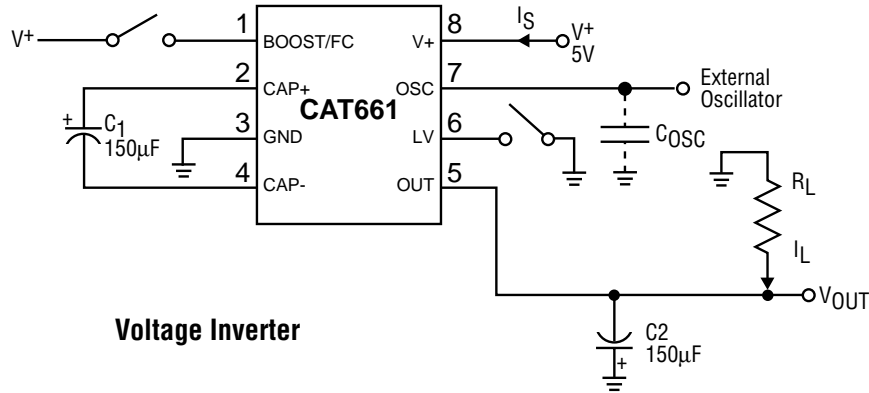 V+
1
BOOST/FC
V+
8
IS
V+
5V
2
CAP+
CAT661
OSC
7
External
Oscillator
+
C1
150µF
3
GND
LV
6
COSC
4
CAP-
OUT
5
RL
IL
VOUT
Voltage Inverter
C2
150µF
+